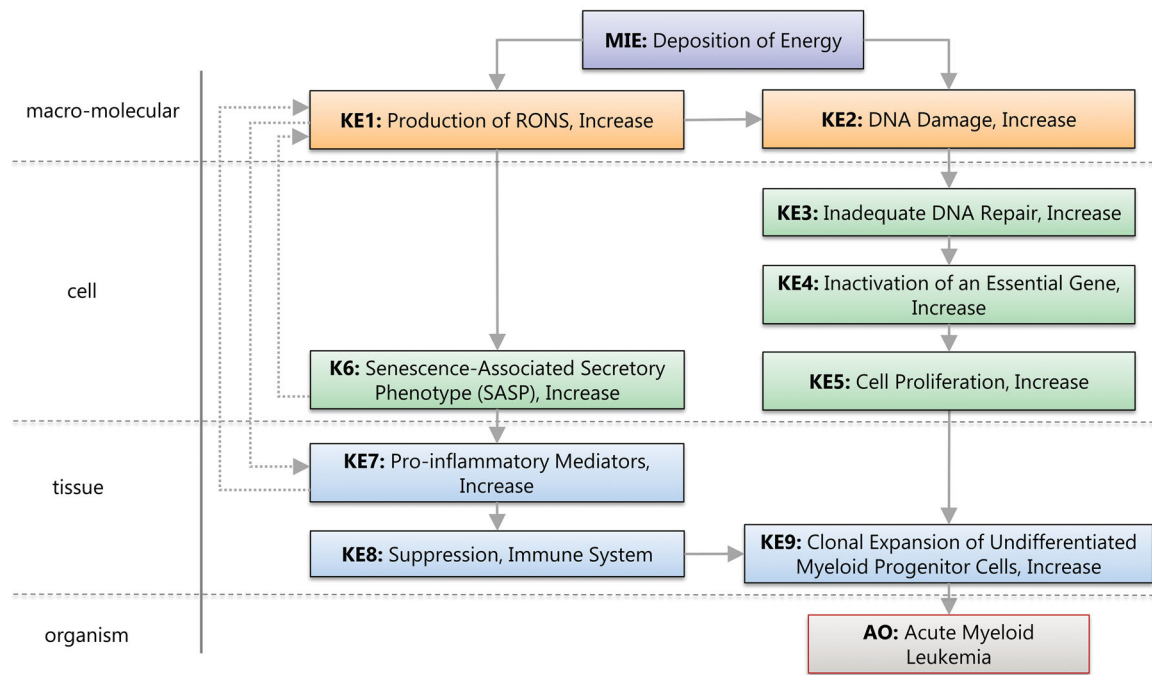 MIE: Deposition of Energy
macro-molecular
KE1: Production of RONS, Increase
KE2: DNA Damage, Increase
cell
KE3: Inadequate DNA Repair, Increase
KE4: Inactivation of an Essential Gene,
Increase
K6: Senescence-Associated Secretory
Phenotype (SASP), Increase
KE5: Cell Proliferation, Increase
tissue
KE7: Pro-inflammatory Mediators,
Increase
KE8: Suppression, Immune System
KE9: Clonal Expansion of Undifferentiated
Myeloid Progenitor Cells, Increase
organism
AO: Acute Myeloid
Leukemia